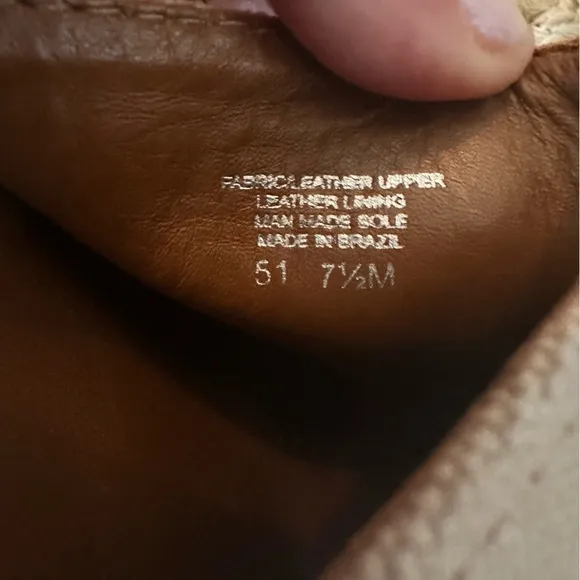 FABRIC/LEATHER UPPER
LEATHER LINING
MAN MADE SOLE
MADE IN BRAZIL
51 7½M